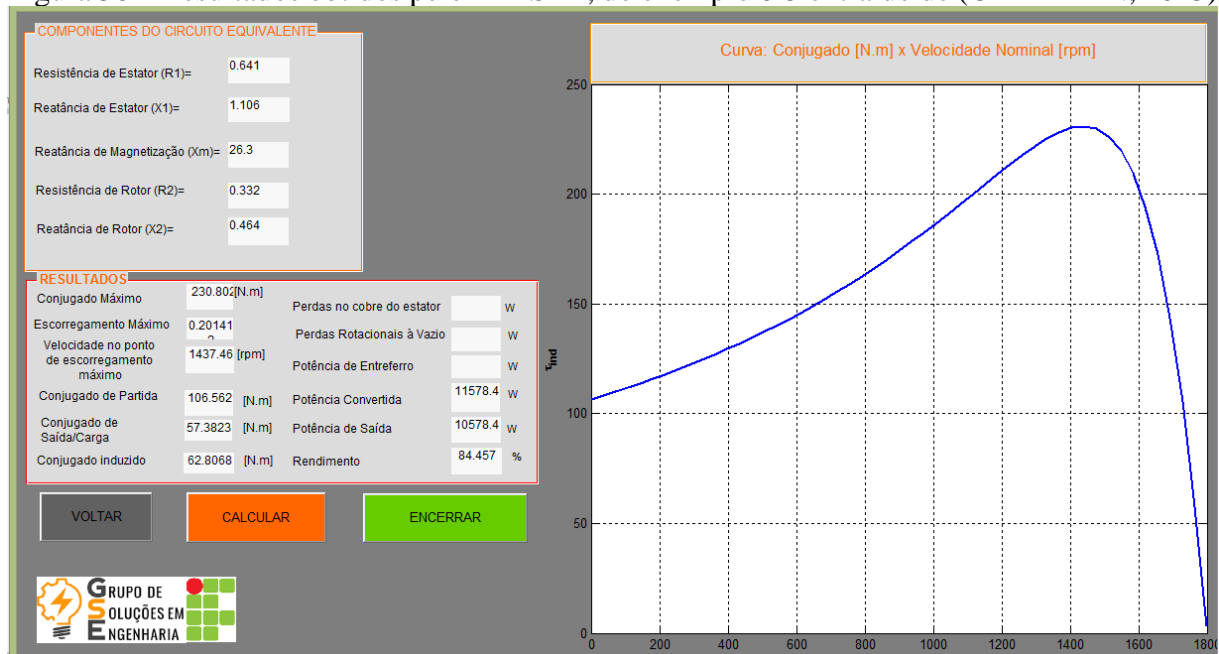 COMPONENTES DO CIRCUITO EQUIVALENTE
Resistência de Estator (R1)= 0.641
Reatância de Estator (X1)= 1.106
Reatância de Magnetização (Xm)= 26.3
Resistência de Rotor (R2)= 0.332
Reatância de Rotor (X2)= 0.464
RESULTADOS
Conjugado Máximo 230.802 [N.m]
Escorregamento Máximo 0.20141
Velocidade no ponto
de escorregamento
máximo
1437.46 [rpm]
Conjugado de Partida 106.562 [N.m]
Conjugado de
Saída/Carga
57.3823 [N.m]
Conjugado induzido 62.8068 [N.m]
Perdas no cobre do estator W
Perdas Rotacionais à Vazio W
Potência de Entreferro W
Potência Convertida 11578.4 W
Potência de Saída 10578.4 W
Rendimento 84.457 %
VOLTAR
CALCULAR
ENCERRAR
GRUPO DE
SOLUÇÕES EM
ENGENHARIA
Curva: Conjugado [N.m] x Velocidade Nominal [rpm]
250
200
150
100
50
0
τind
0 200 400 600 800 1000 1200 1400 1600 1800